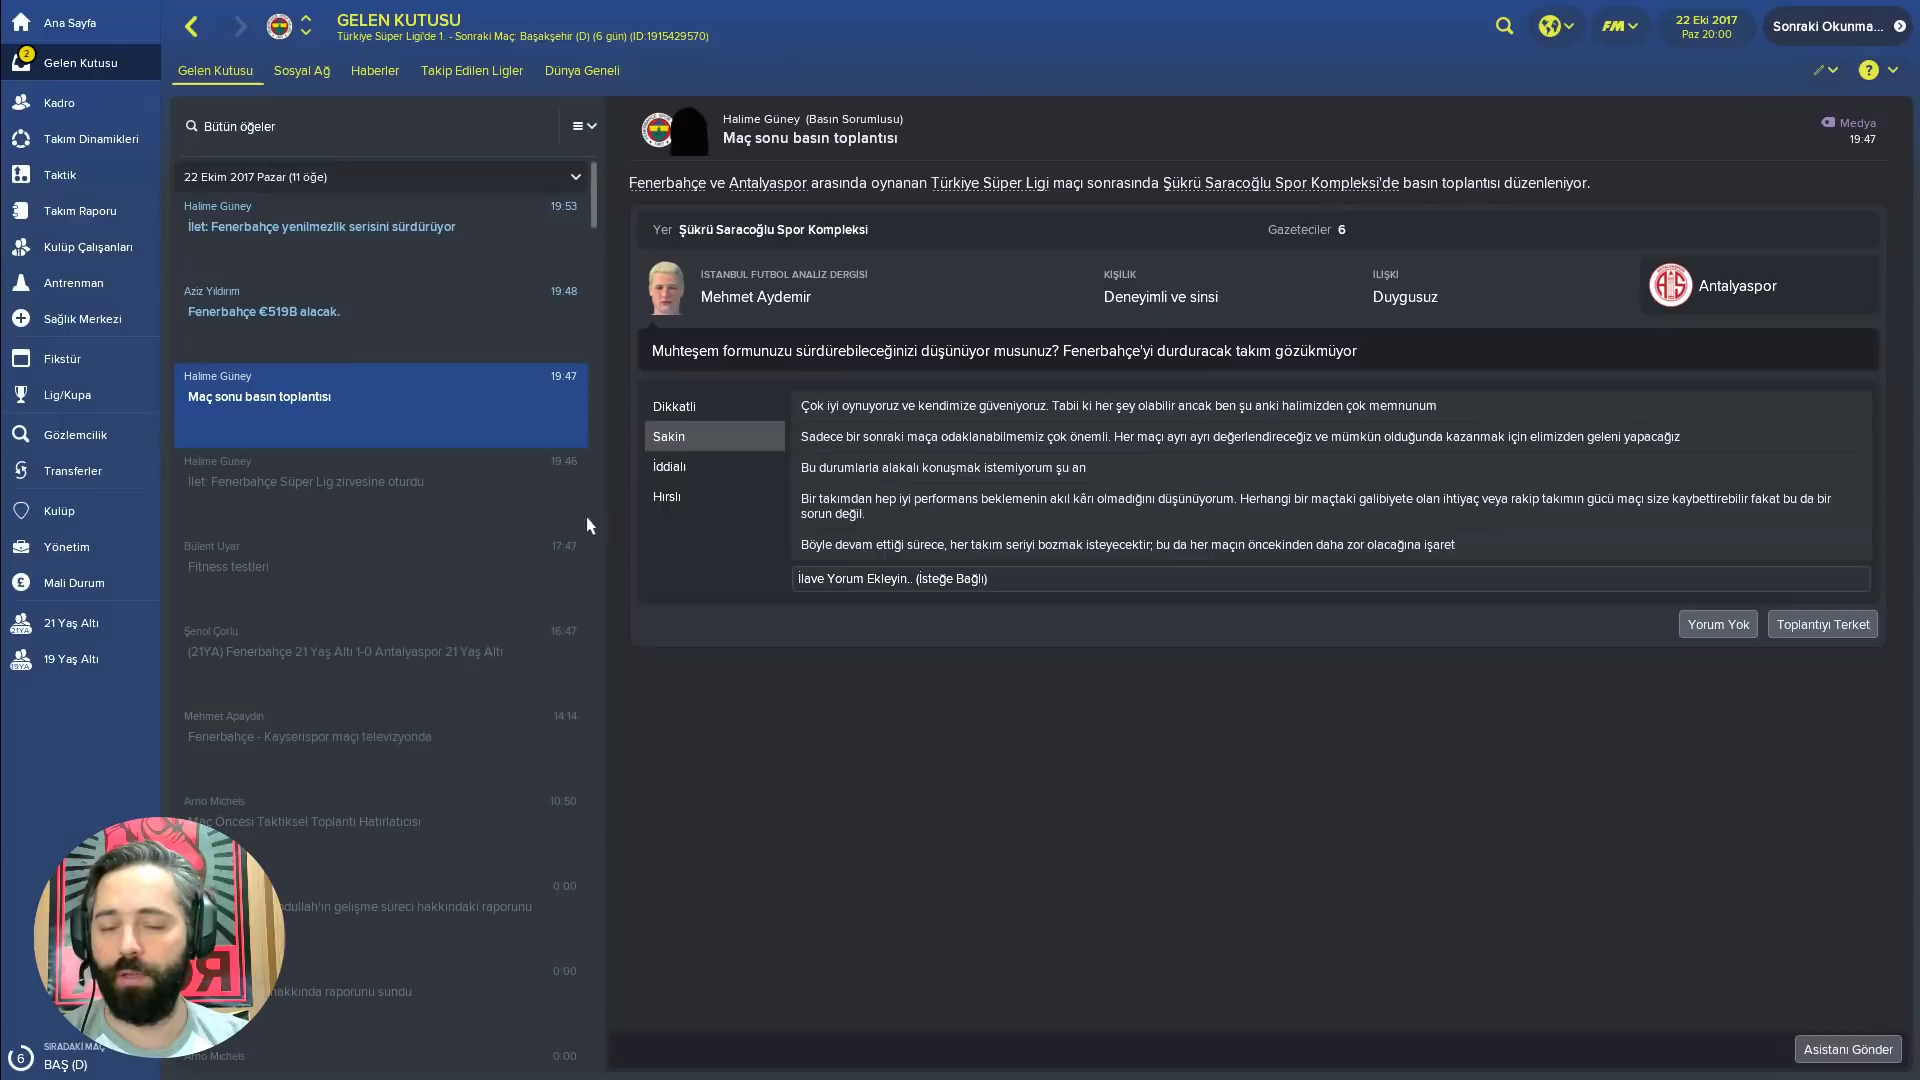 Ana Sayfa
2
Gelen Kutusu
Kadro
Takım Dinamikleri
Taktik
Takım Raporu
Kulüp Çalışanları
Antrenman
Sağlık Merkezi
Fikstür
Lig/Kupa
Gözlemcilik
Transferler
Kulüp
Yönetim
Mali Durum
21YA
21 Yaş Altı
19YA
19 Yaş Altı
6
SIRADAKİ MAÇ
BAŞ (D)
GELEN KUTUSU
Türkiye Süper Ligi'de 1. - Sonraki Maç: Başakşehir (D) (6 gün) (ID:1915429570)
FM
22 Eki 2017
Paz 20:00
Sonraki Okunma...
Gelen Kutusu
Sosyal Ağ
Haberler
Takip Edilen Ligler
Dünya Geneli
?
Bütün öğeler
22 Ekim 2017 Pazar (11 öğe)
Halime Güney 19:53
İlet: Fenerbahçe yenilmezlik serisini sürdürüyor
Aziz Yıldırım 19:48
Fenerbahçe €519B alacak.
Halime Güney 19:47
Maç sonu basın toplantısı
Halime Güney 19:46
İlet: Fenerbahçe Süper Lig zirvesine oturdu
Bülent Uyar 17:47
Fitness testleri
Şenol Çorlu 16:47
(21YA) Fenerbahçe 21 Yaş Altı 1-0 Antalyaspor 21 Yaş Altı
Mehmet Apaydın 14:14
Fenerbahçe - Kayserispor maçı televizyonda
Arno Michels 10:50
Maç Öncesi Taktiksel Toplantı Hatırlatıcısı
0:00
gelişme süreci hakkındaki raporunu
0:00
hakkında raporunu sundu
Arno Michels 0:00
Halime Güney (Basın Sorumlusu)
Maç sonu basın toplantısı
Medya
19:47
Fenerbahçe ve Antalyaspor arasında oynanan Türkiye Süper Ligi maçı sonrasında Şükrü Saracoğlu Spor Kompleksi'de basın toplantısı düzenleniyor.
Yer Şükrü Saracoğlu Spor Kompleksi
Gazeteciler 6
İSTANBUL FUTBOL ANALİZ DERGİSİ
Mehmet Aydemir
KİŞİLİK
Deneyimli ve sinsi
İLİŞKİ
Duygusuz
Antalyaspor
Muhteşem formunuzu sürdürebileceğinizi düşünüyor musunuz? Fenerbahçe'yi durduracak takım gözükmüyor
Dikkatli
Sakin
İddialı
Hırslı
Çok iyi oynuyoruz ve kendimize güveniyoruz. Tabii ki her şey olabilir ancak ben şu anki halimizden çok memnunum
Sadece bir sonraki maça odaklanabilmemiz çok önemli. Her maçı ayrı ayrı değerlendireceğiz ve mümkün olduğunda kazanmak için elimizden geleni yapacağız
Bu durumlarla alakalı konuşmak istemiyorum şu an
Bir takımdan hep iyi performans beklemenin akıl kârı olmadığını düşünüyorum. Herhangi bir maçtaki galibiyete olan ihtiyaç veya rakip takımın gücü maçı size kaybettirebilir fakat bu da bir
sorun değil.
Böyle devam ettiği sürece, her takım seriyi bozmak isteyecektir; bu da her maçın öncekinden daha zor olacağına işaret
İlave Yorum Ekleyin.. (İsteğe Bağlı)
Yorum Yok
Toplantıyı Terket
Asistanı Gönder